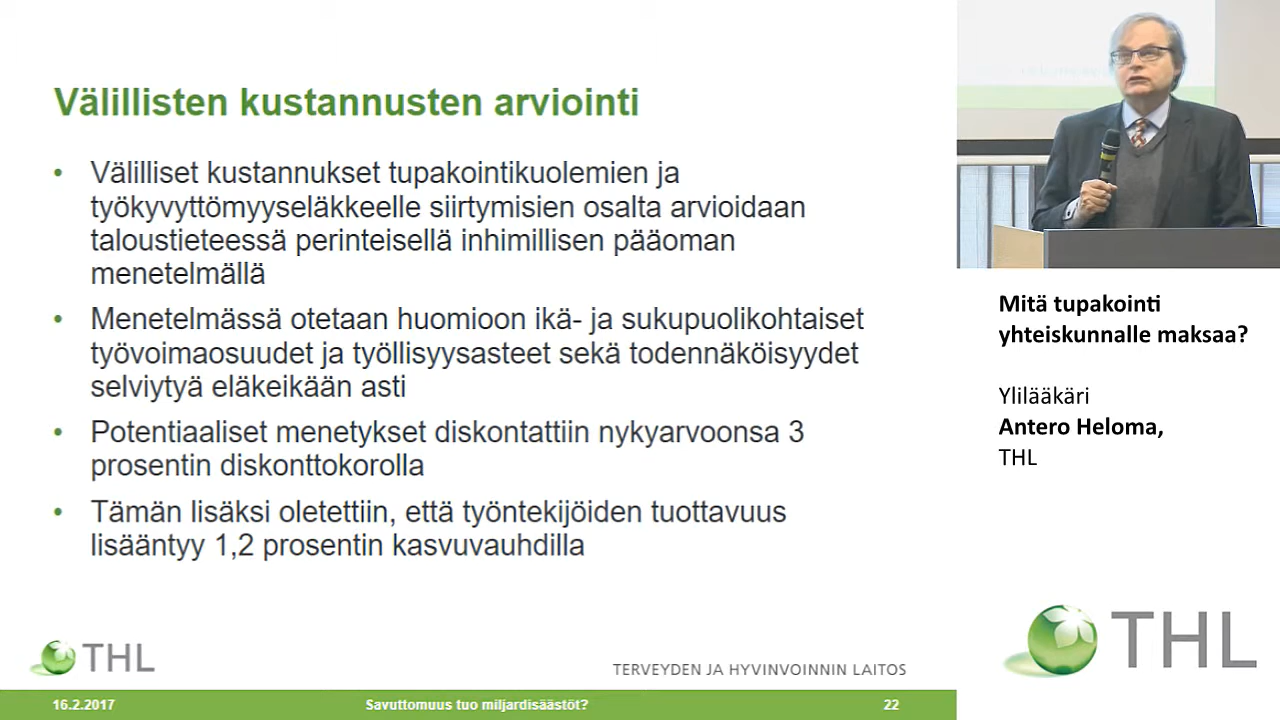 Välillisten kustannusten arviointi
• Välilliset kustannukset tupakointikuolemien ja
työkyvyttömyyseläkkeelle siirtymisien osalta arvioidaan
taloustieteessä perinteisellä inhimillisen pääoman
menetelmällä
• Menetelmässä otetaan huomioon ikä- ja sukupuolikohtaiset
työvoimaosuudet ja työllisyysasteet sekä todennäköisyydet
selviytyä eläkeikään asti
• Potentiaaliset menetykset diskontattiin nykyarvoonsa 3
prosentin diskonttokorolla
• Tämän lisäksi oletettiin, että työntekijöiden tuottavuus
lisääntyy 1,2 prosentin kasvuvauhdilla
THL
TERVEYDEN JA HYVINVOINNIN LAITOS
16.2.2017
Savuttomuus tuo miljardisäästöt?
22
Mitä tupakointi
yhteiskunnalle maksaa?
Ylilääkäri
Antero Heloma,
THL
THL